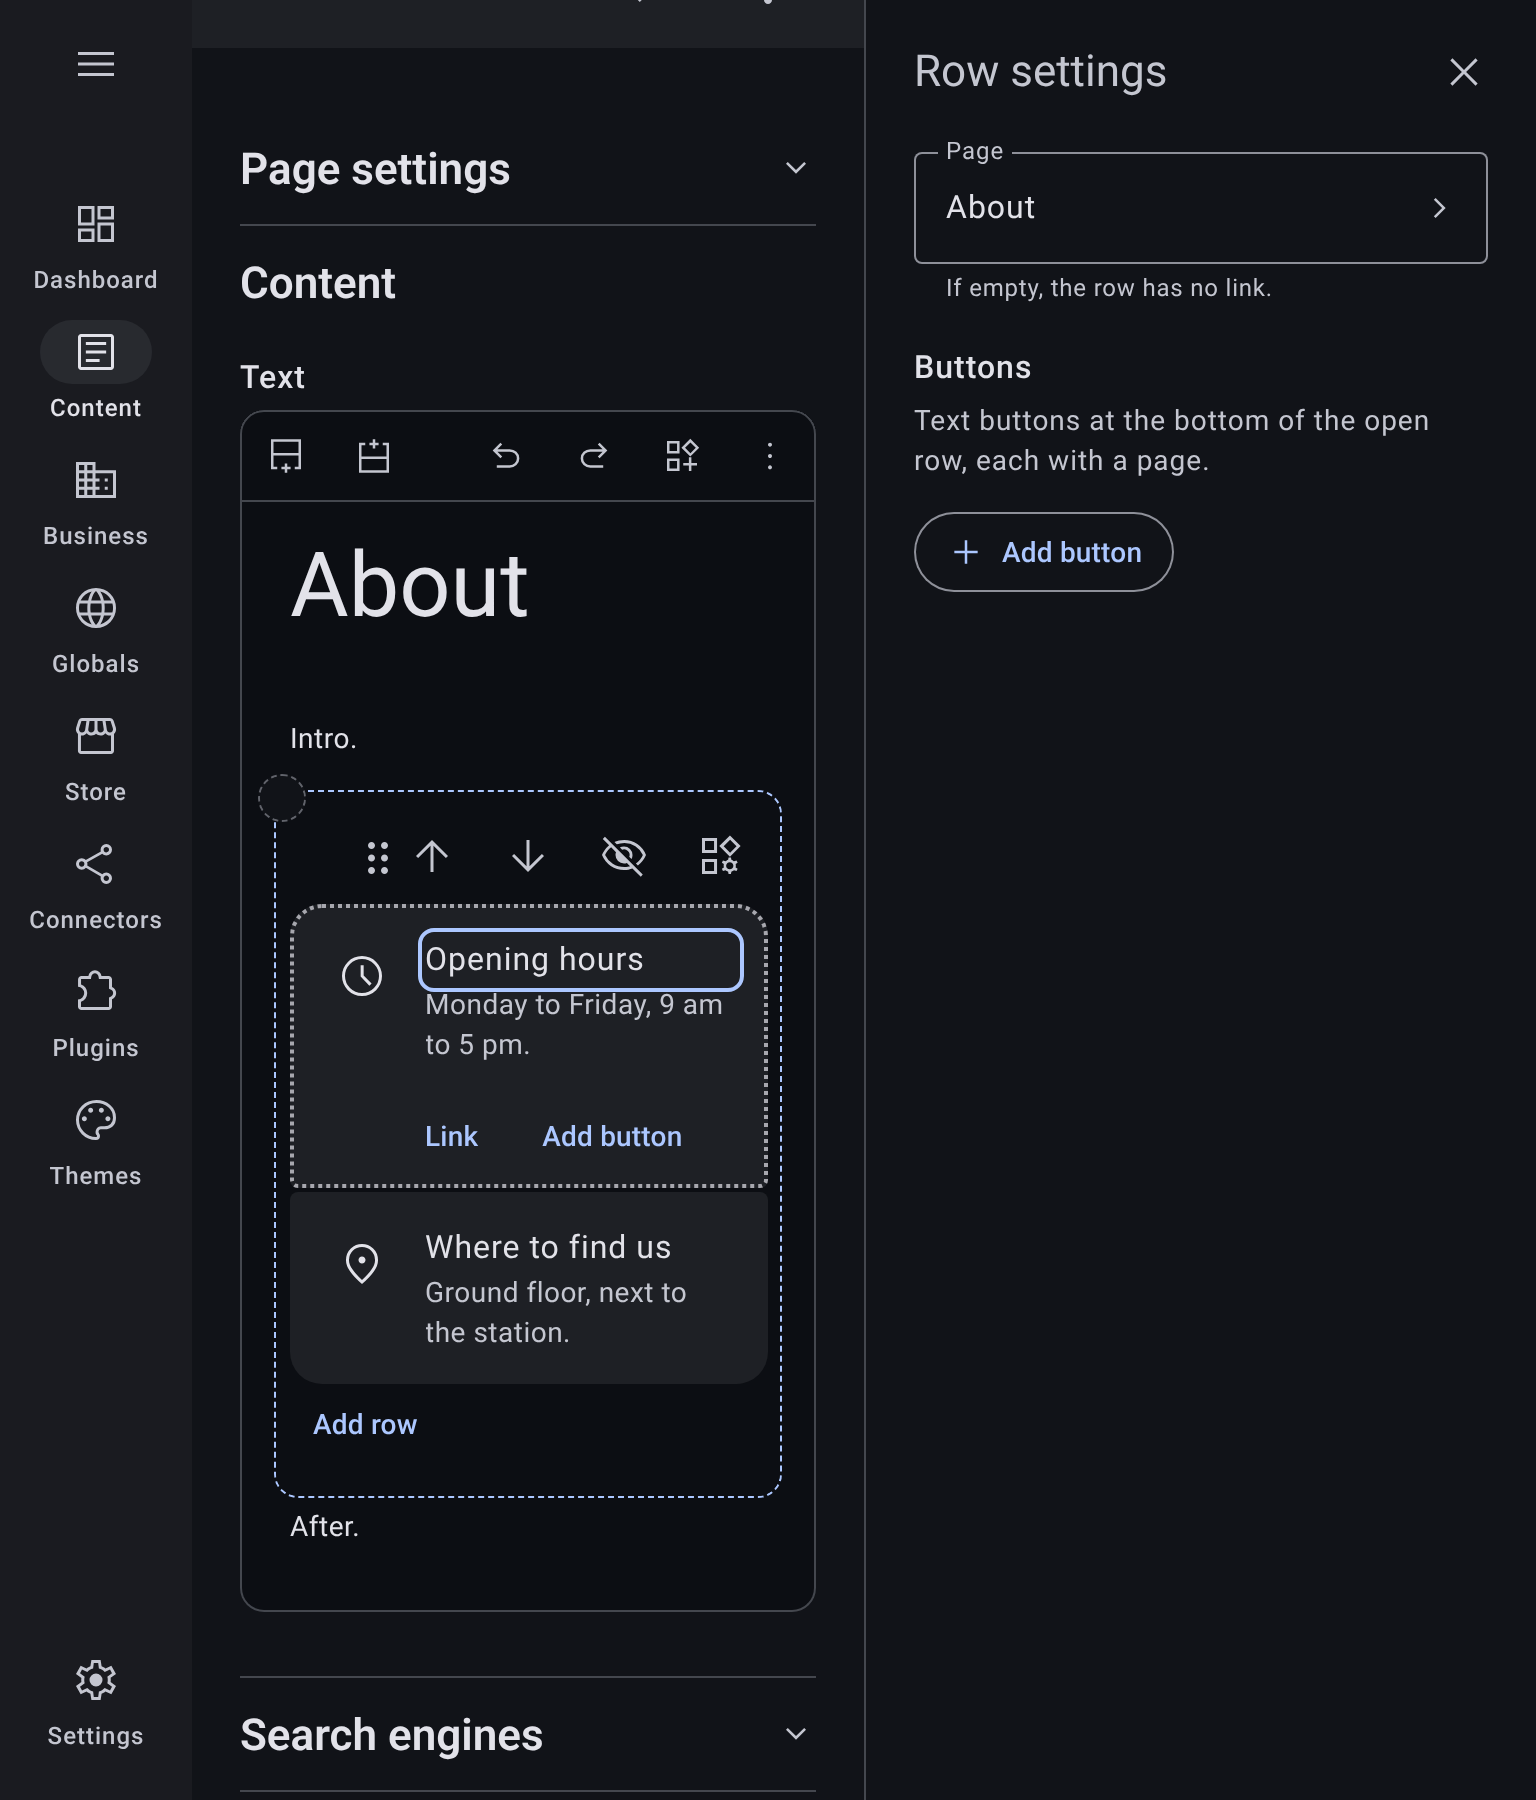 Dashboard
Content
Business
Globals
Store
Connectors
Plugins
Themes
Settings
Page settings
Content
Text
About
Intro.
Opening hours
Monday to Friday, 9 am
to 5 pm.
Link
Add button
Where to find us
Ground floor, next to
the station.
Add row
After.
Search engines
Row settings
Page
About
If empty, the row has no link.
Buttons
Text buttons at the bottom of the open
row, each with a page.
Add button